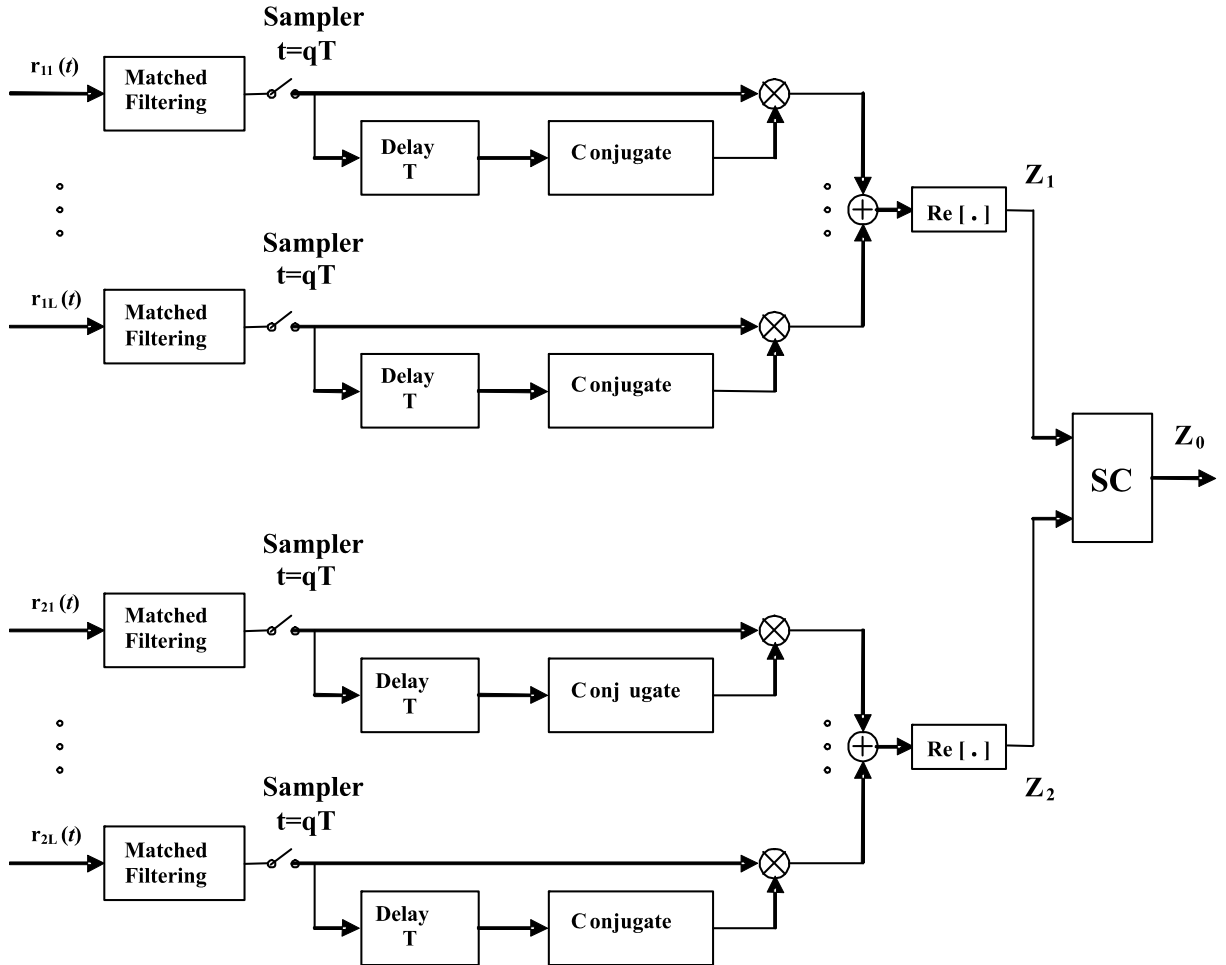 Sampler
t=qT
r11 (t)
Matched
Filtering
Delay
T
Conjugate
Z1
Re [ . ]
Sampler
t=qT
r1L (t)
Matched
Filtering
Delay
T
Conjugate
SC
Z0
Sampler
t=qT
r21 (t)
Matched
Filtering
Delay
T
Conj ugate
Re [ . ]
Z2
Sampler
t=qT
r2L (t)
Matched
Filtering
Delay
T
Conjugate